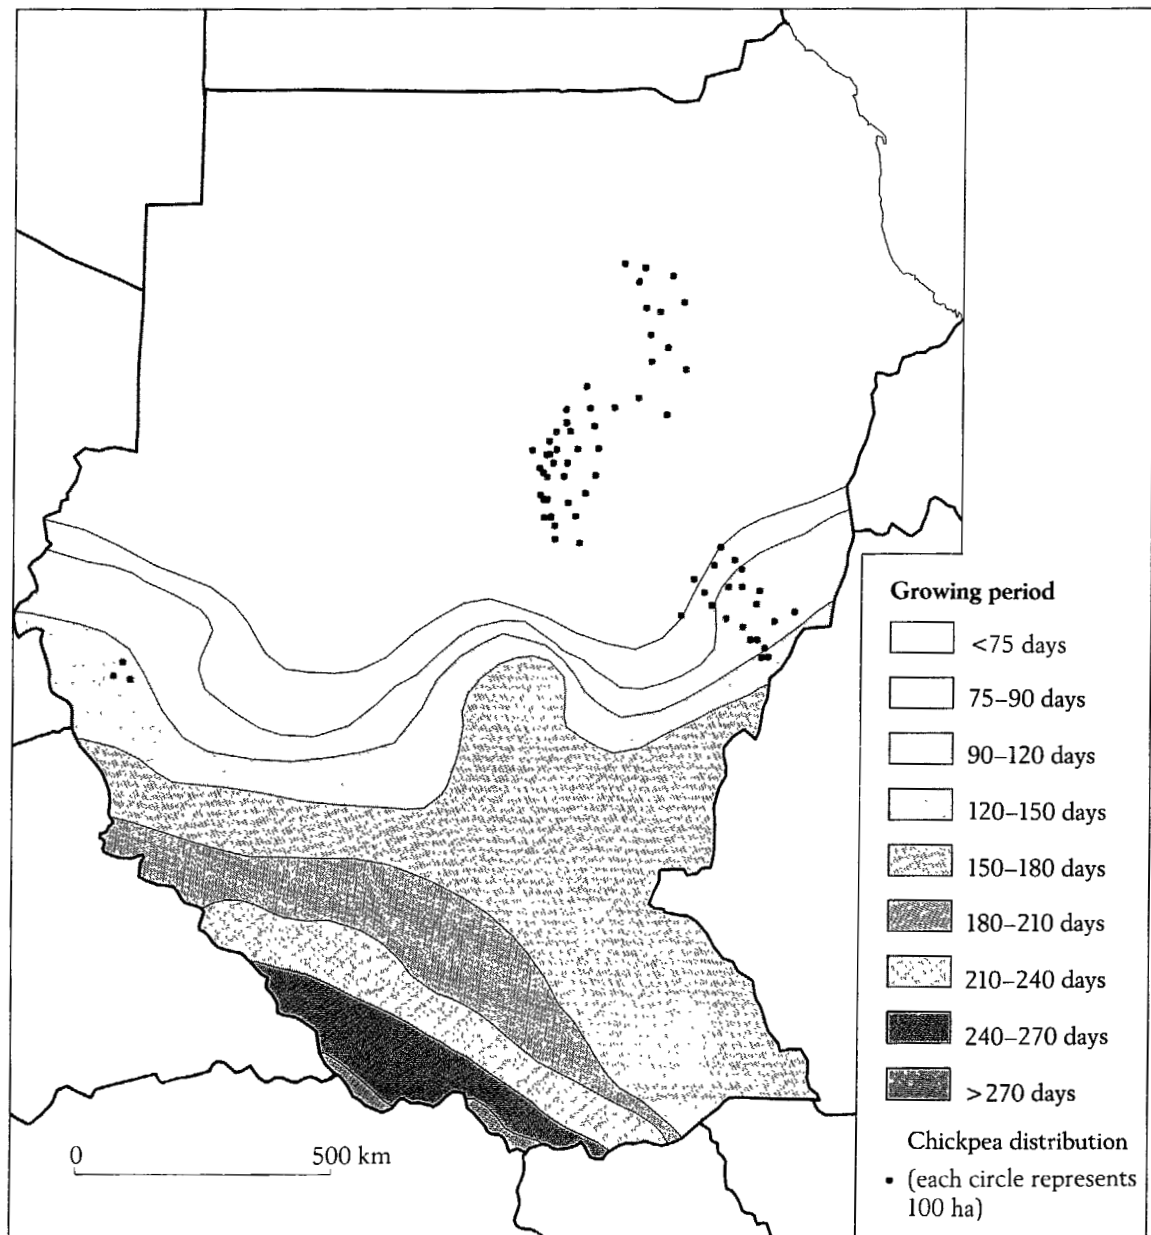 Growing period
<75 days
75–90 days
90–120 days
120–150 days
150–180 days
180–210 days
210–240 days
240–270 days
>270 days
Chickpea distribution
(each circle represents
100 ha)
0 500 km